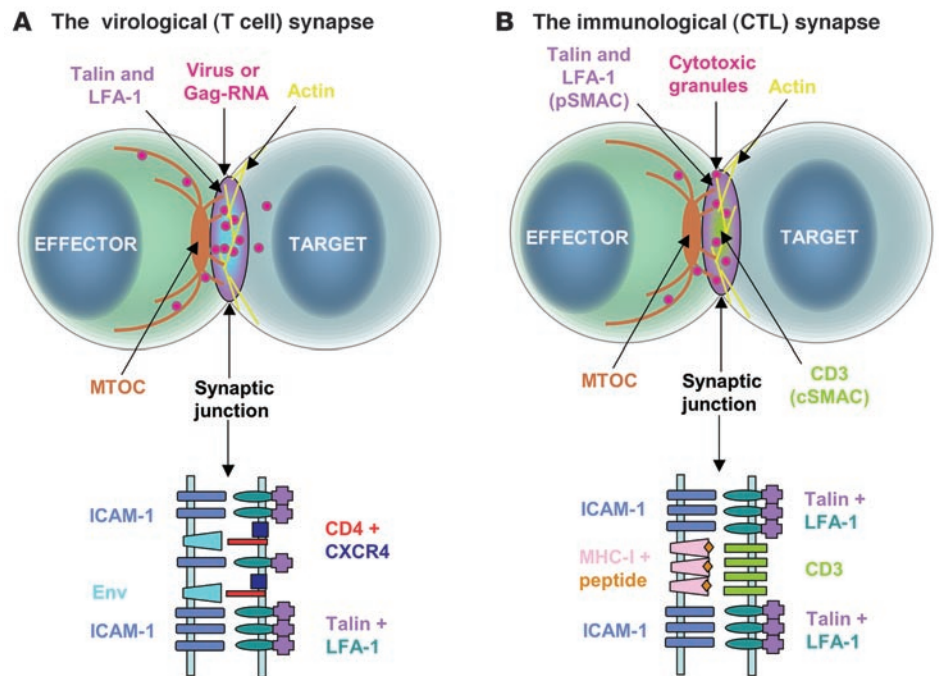 A The virological (T cell) synapse
Talin and
LFA-1
Virus or
Gag-RNA
Actin
EFFECTOR
TARGET
MTOC
Synaptic
junction
ICAM-1
CD4 +
CXCR4
Env
ICAM-1
Talin +
LFA-1
B The immunological (CTL) synapse
Talin and
LFA-1
(pSMAC)
Cytotoxic
granules
Actin
EFFECTOR
TARGET
MTOC
Synaptic
junction
CD3
(cSMAC)
ICAM-1
Talin +
LFA-1
MHC-I +
peptide
CD3
ICAM-1
Talin +
LFA-1